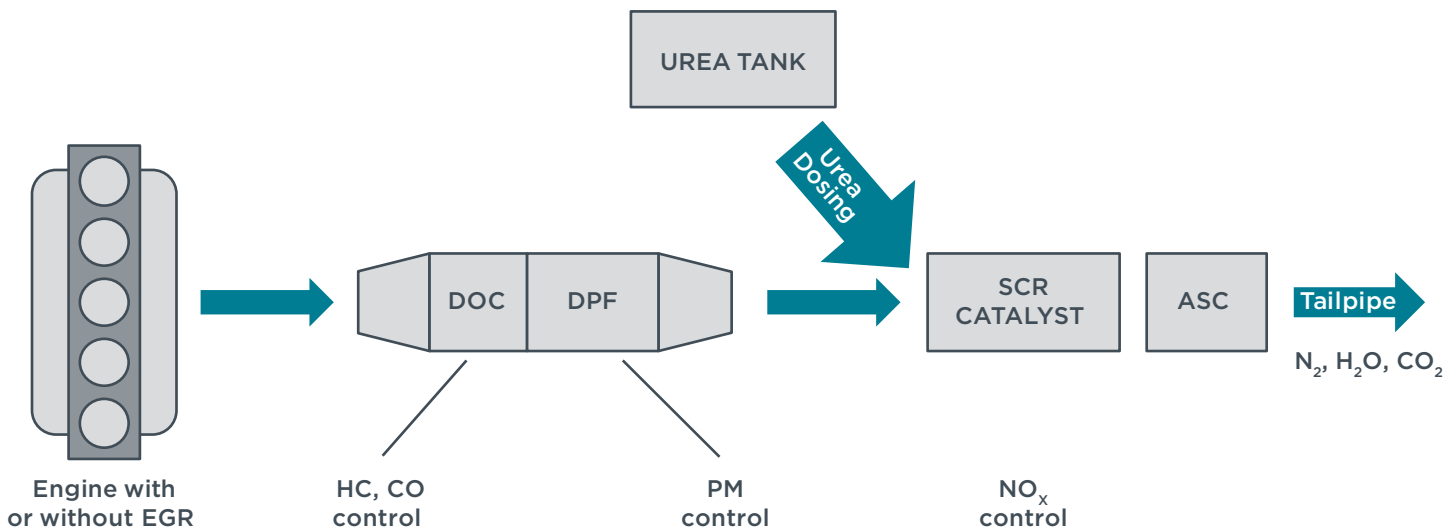 UREA TANK
Urea
Dosing
DOC
DPF
SCR
CATALYST
ASC
Tailpipe
N₂, H₂O, CO₂
Engine with
or without EGR
HC, CO
control
PM
control
NOₓ
control